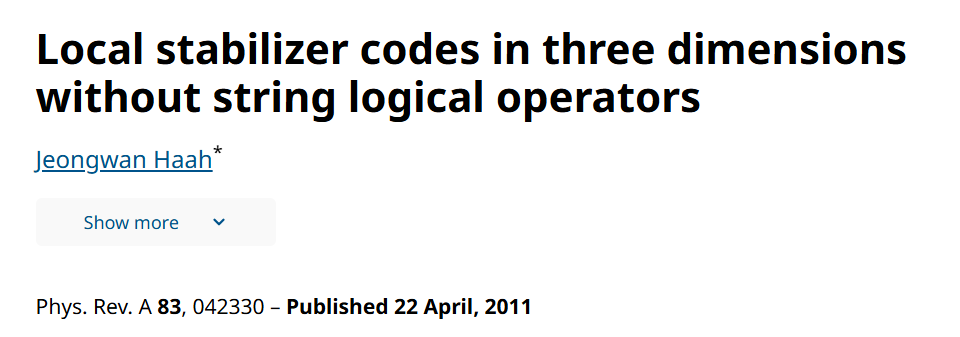 Local stabilizer codes in three dimensions
without string logical operators
Jeongwan Haah*
Show more
Phys. Rev. A 83, 042330 – Published 22 April, 2011